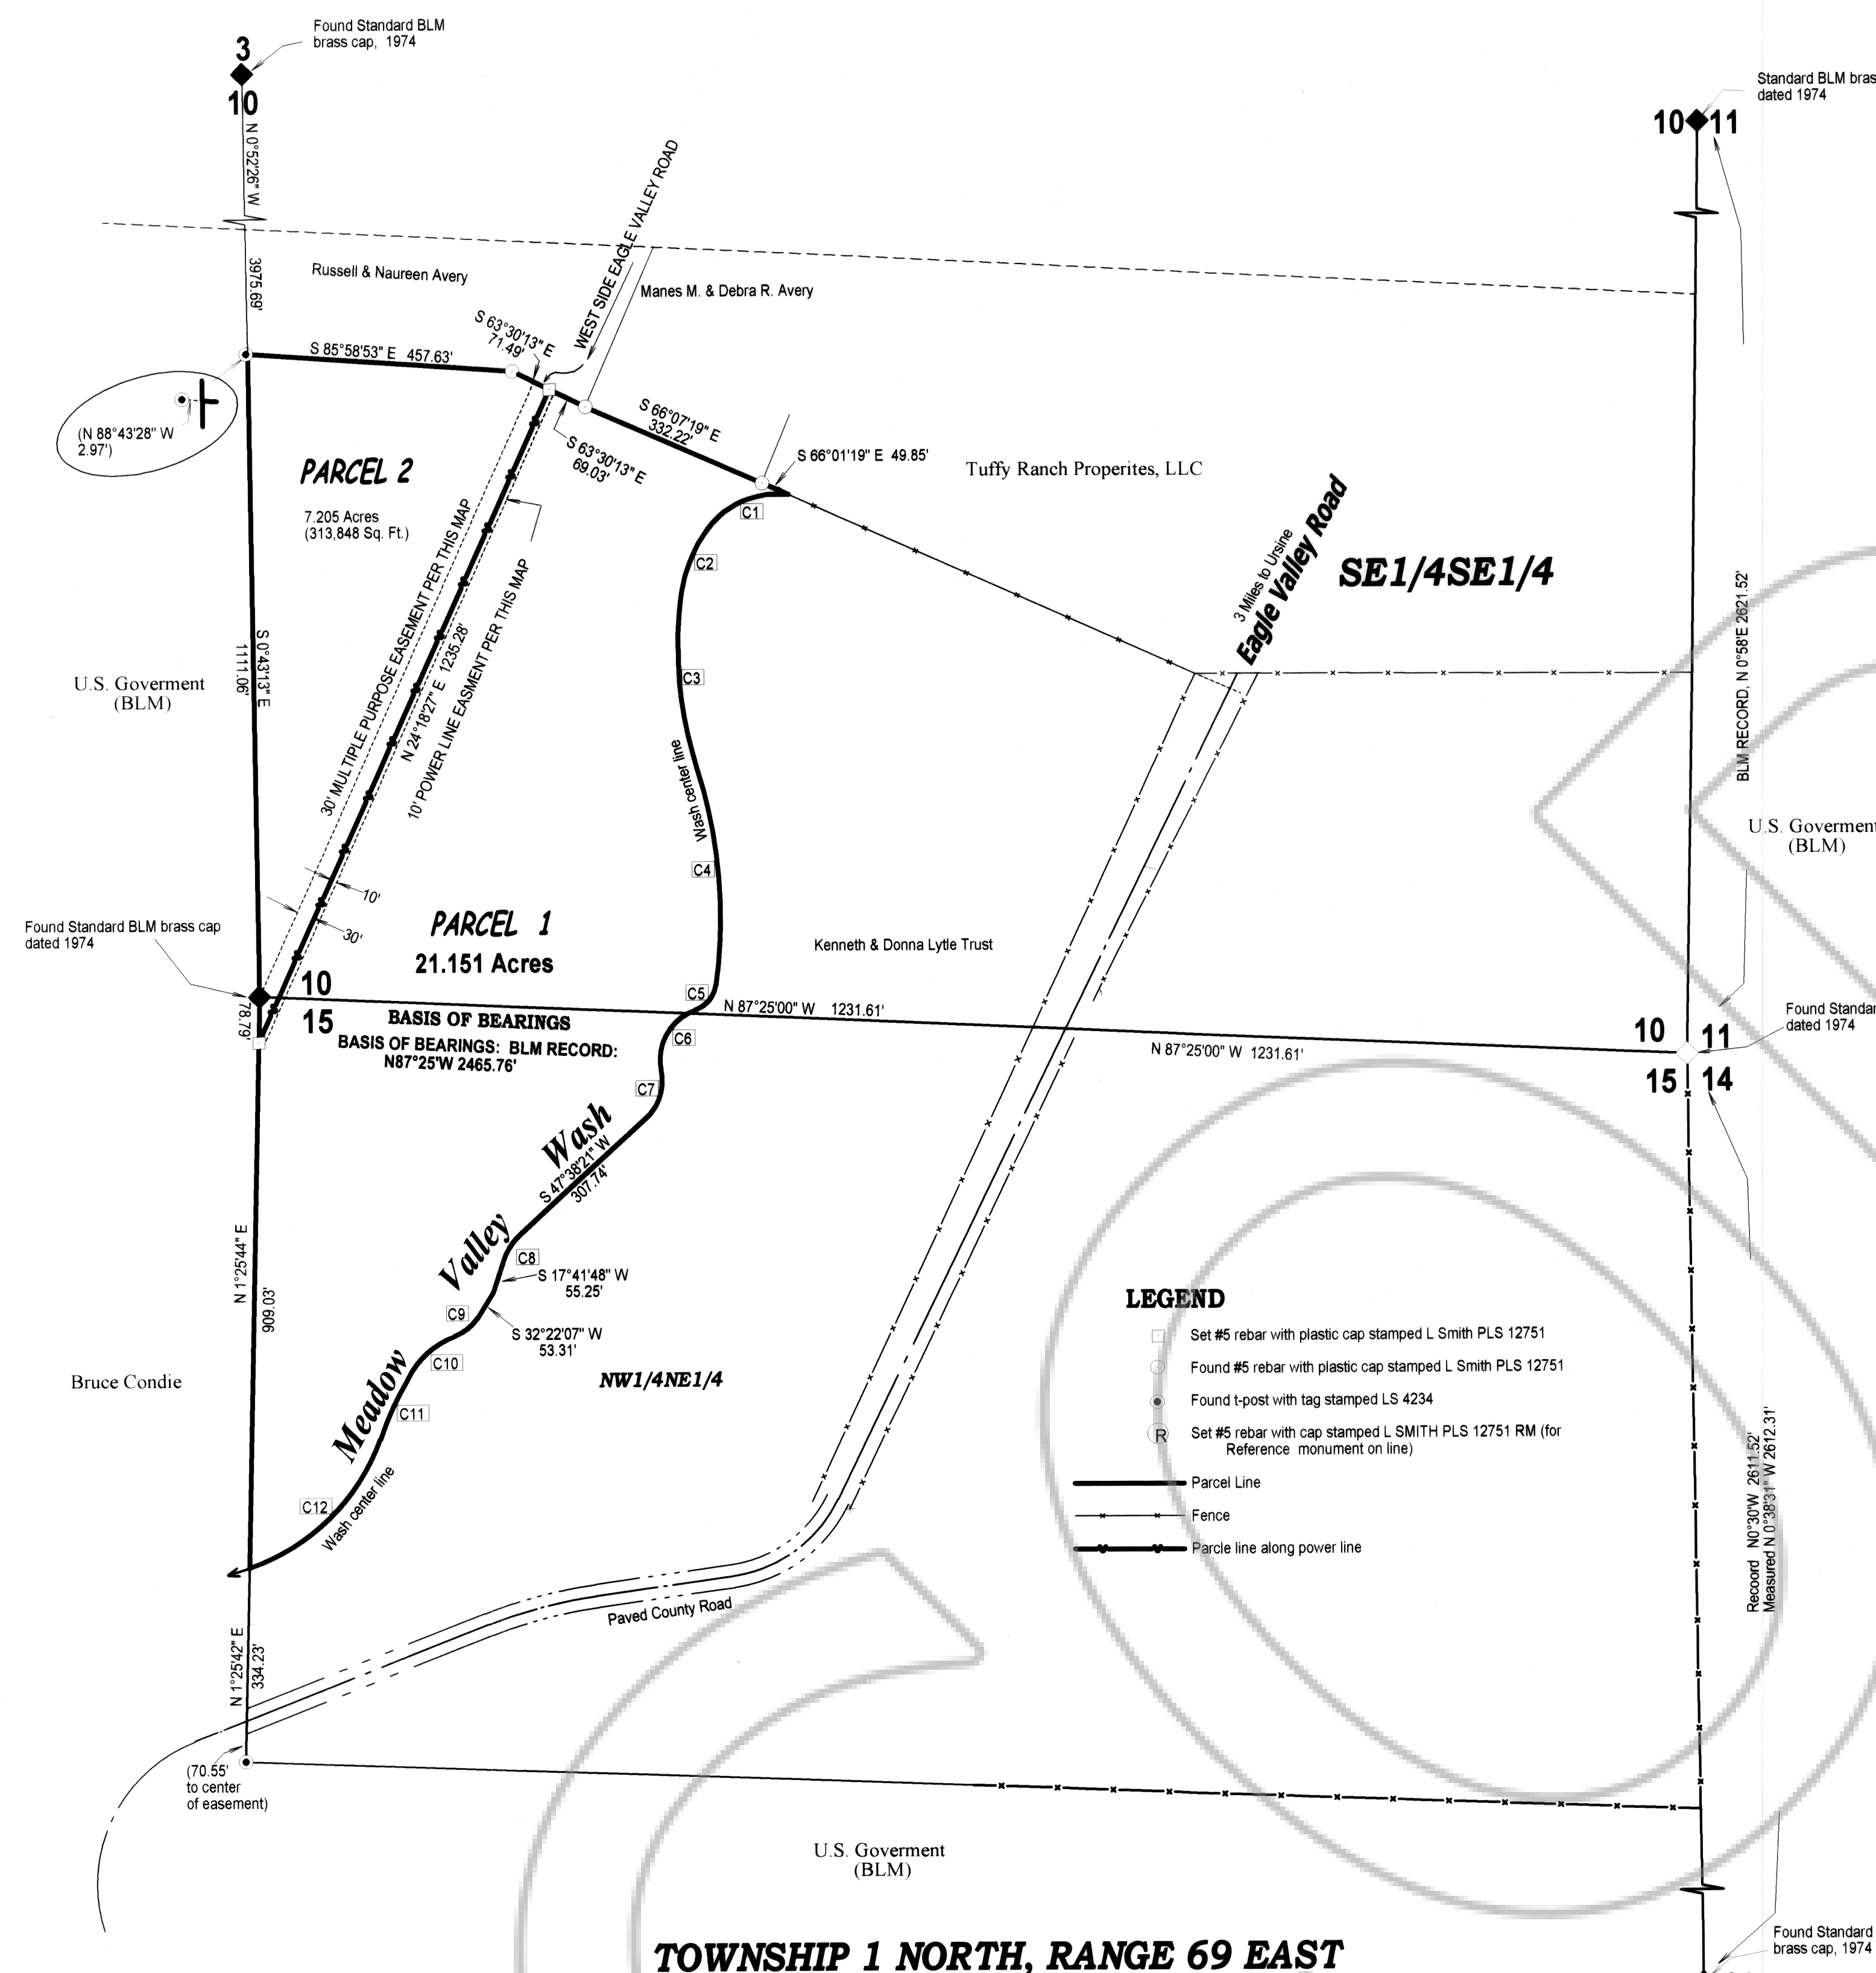 Found Standard BLM
brass cap, 1974
3
10
N 0°52'26" W
3975.69'
Standard BLM bras
dated 1974
10 11
WEST SIDE EAGLE VALLEY ROAD
Russell & Naureen Avery
Manes M. & Debra R. Avery
S 63°30'13" E
71.49'
S 85°58'53" E 457.63'
(N 88°43'28" W
2.97')
S 66°07'19" E
332.22'
S 63°30'13" E
69.03'
S 66°01'19" E 49.85'
Tuffy Ranch Properites, LLC
PARCEL 2
7.205 Acres
(313,848 Sq. Ft.)
C1
C2
C3
3 Miles to Ursine
Eagle Valley Road
SE1/4SE1/4
30' MULTIPLE PURPOSE EASEMENT PER THIS MAP
N 24°18'27" E 1235.28'
10' POWER LINE EASMENT PER THIS MAP
S 0°43'13" E
1111.06'
U.S. Goverment
(BLM)
BLM RECORD, N 0°58'E 2621.52'
Wash center line
U.S. Goverment
(BLM)
C4
10'
30'
Found Standard BLM brass cap
dated 1974
PARCEL 1
21.151 Acres
Kenneth & Donna Lytle Trust
10
15
78.79'
C5
N 87°25'00" W 1231.61'
BASIS OF BEARINGS
BASIS OF BEARINGS: BLM RECORD:
N87°25'W 2465.76'
C6
N 87°25'00" W 1231.61'
Found Standar
dated 1974
10 11
15 14
C7
Meadow Valley Wash
S 47°38'21" W
307.74'
C8
S 17°41'48" W
55.25'
C9
S 32°22'07" W
53.31'
C10
NW1/4NE1/4
C11
C12
Wash center line
N 1°25'44" E
909.03'
Bruce Condie
LEGEND
Set #5 rebar with plastic cap stamped L Smith PLS 12751
Found #5 rebar with plastic cap stamped L Smith PLS 12751
Found t-post with tag stamped LS 4234
R Set #5 rebar with cap stamped L SMITH PLS 12751 RM (for
Reference monument on line)
Parcel Line
Fence
Parcle line along power line
Recoord N0°30'W 2611.52'
Measured N 0°38'31" W 2612.31'
Paved County Road
N 1°25'42" E
334.23'
(70.55'
to center
of easement)
U.S. Goverment
(BLM)
Found Standard
brass cap, 1974
TOWNSHIP 1 NORTH, RANGE 69 EAST